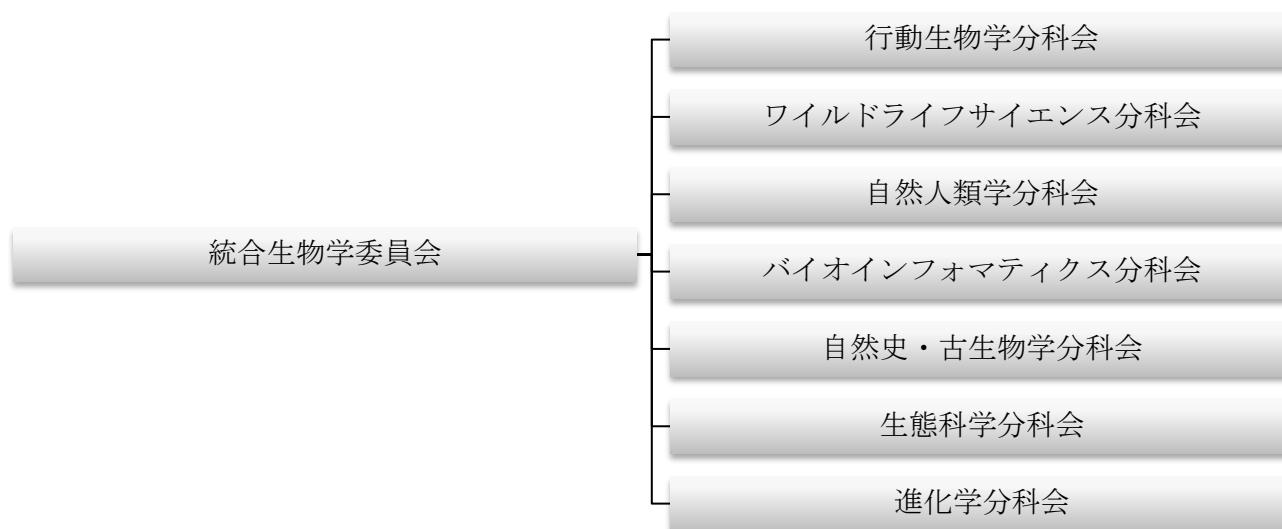 行動生物学分科会
ワイルドライフサイエンス分科会
自然人類学分科会
統合生物学委員会
バイオインフォマティクス分科会
自然史・古生物学分科会
生態科学分科会
進化学分科会